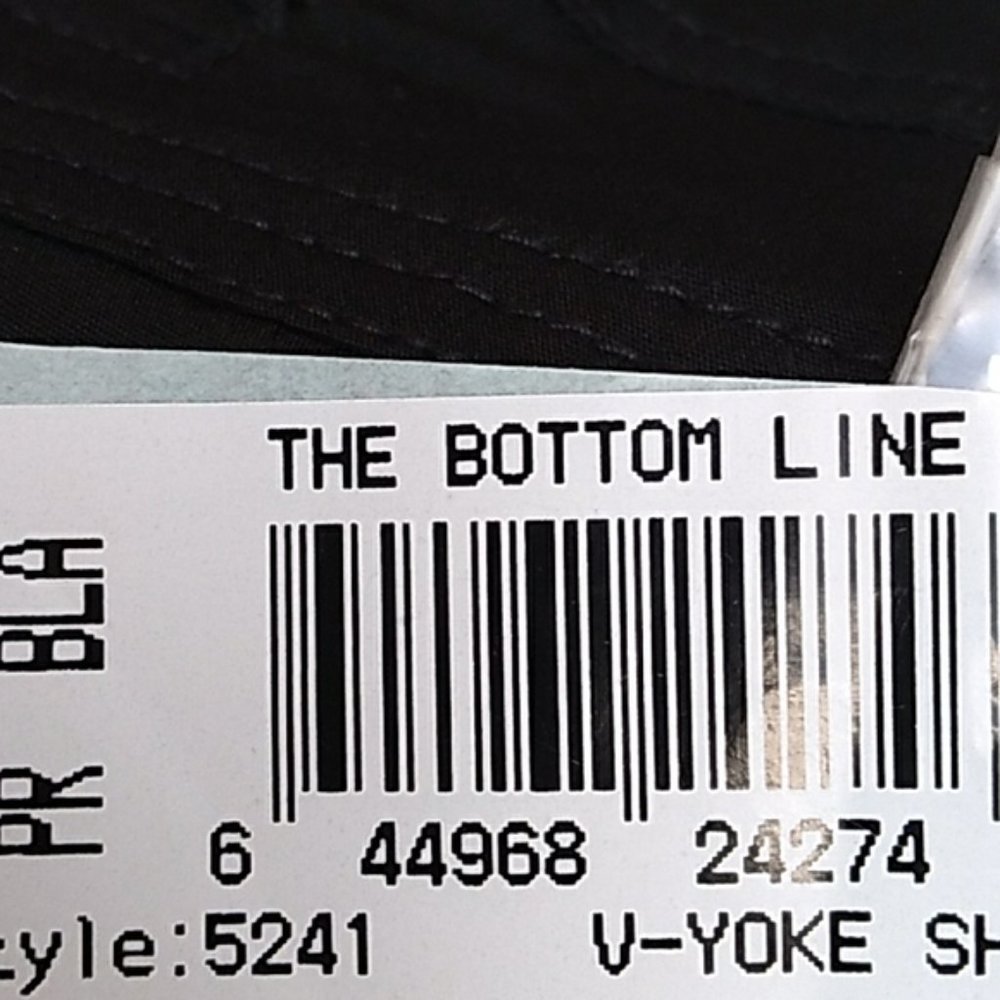 THE BOTTOM LINE
PR BLA
6 44968 24274
tyle:5241 V-YOKE SH